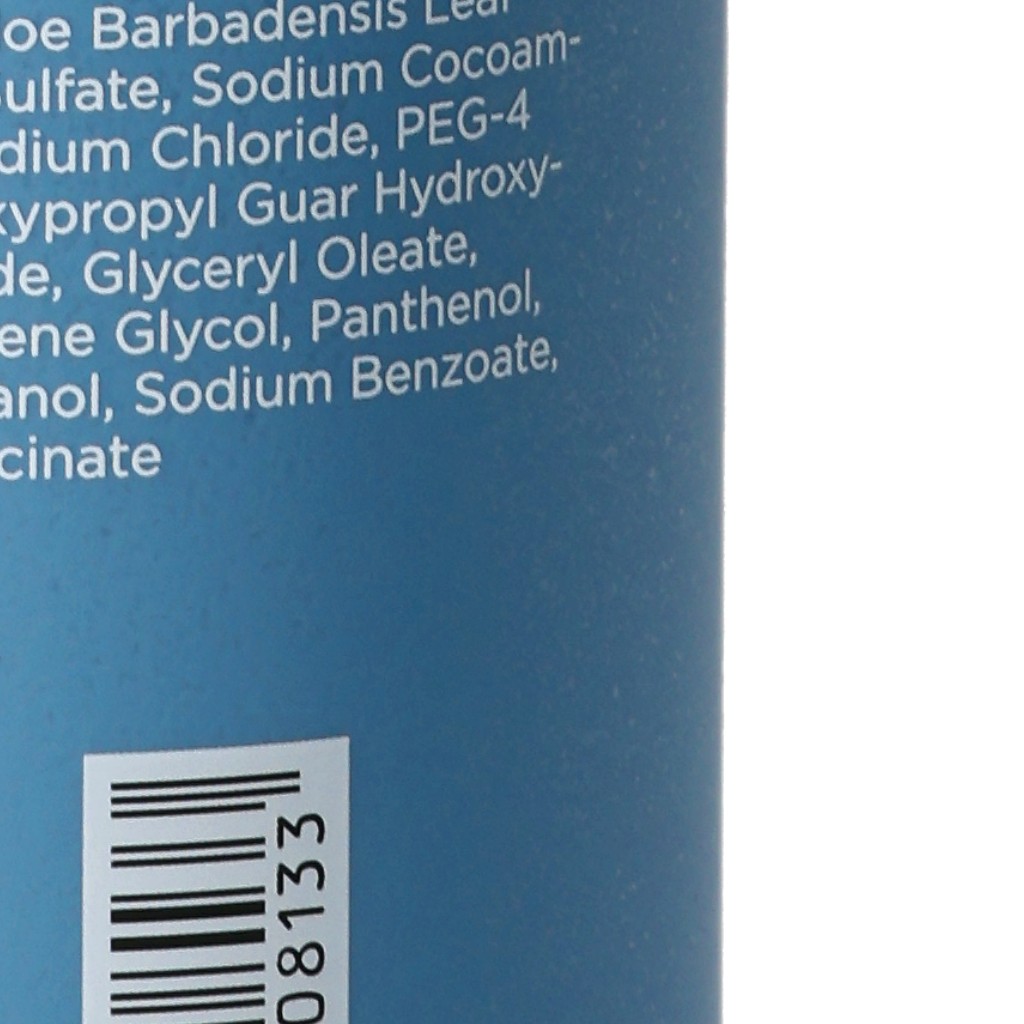 oe Barbadensis Leaf
ulfate, Sodium Cocoam-
dium Chloride, PEG-4
ypropyl Guar Hydroxy-
de, Glyceryl Oleate,
ene Glycol, Panthenol,
anol, Sodium Benzoate,
cinate
08133